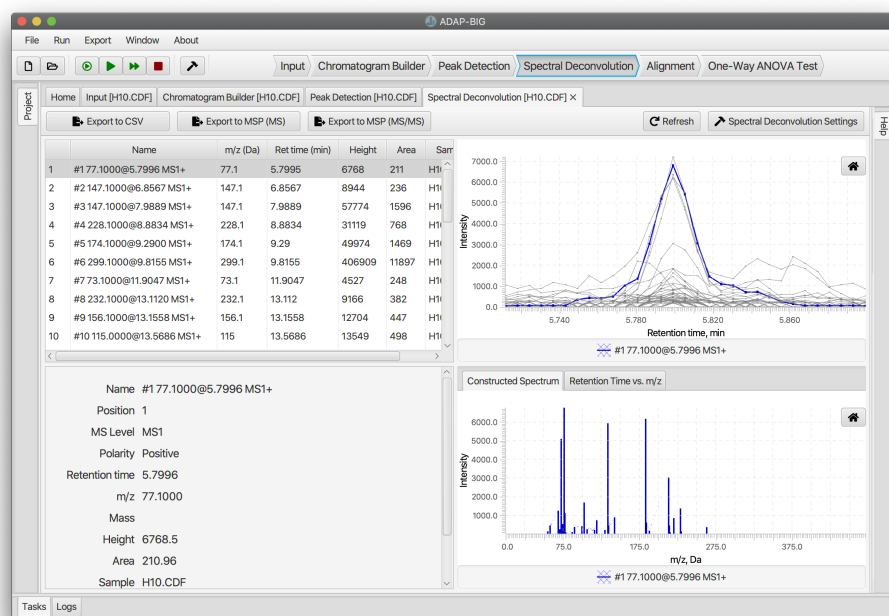 ADAP-BIG
File Run Export Window About
Input Chromatogram Builder Peak Detection Spectral Deconvolution Alignment One-Way ANOVA Test
Project
Home Input [H10.CDF] Chromatogram Builder [H10.CDF] Peak Detection [H10.CDF] Spectral Deconvolution [H10.CDF] ×
Help
Export to CSV Export to MSP (MS) Export to MSP (MS/MS) Refresh Spectral Deconvolution Settings
Name m/z (Da) Ret time (min) Height Area Sam
1 #1 77.1000@5.7996 MS1+ 77.1 5.7995 6768 211 H10
2 #2 147.1000@6.8567 MS1+ 147.1 6.8567 8944 236 H10
3 #3 147.1000@7.9889 MS1+ 147.1 7.9889 57774 1596 H10
4 #4 228.1000@8.8834 MS1+ 228.1 8.8834 31119 768 H10
5 #5 174.1000@9.2900 MS1+ 174.1 9.29 49974 1469 H10
6 #6 299.1000@9.8155 MS1+ 299.1 9.8155 406909 11897 H10
7 #7 73.1000@11.9047 MS1+ 73.1 11.9047 4527 248 H10
8 #8 232.1000@13.1120 MS1+ 232.1 13.112 9166 382 H10
9 #9 156.1000@13.1558 MS1+ 156.1 13.1558 12704 447 H10
10 #10 115.0000@13.5686 MS1+ 115 13.5686 13549 498 H10
Intensity
7000.0
6000.0
5000.0
4000.0
3000.0
2000.0
1000.0
0.0
5.740 5.780 5.820 5.860
Retention time, min
#1 77.1000@5.7996 MS1+
Name #1 77.1000@5.7996 MS1+
Position 1
MS Level MS1
Polarity Positive
Retention time 5.7996
m/z 77.1000
Mass
Height 6768.5
Area 210.96
Sample H10.CDF
Constructed Spectrum Retention Time vs. m/z
Intensity
6000.0
5000.0
4000.0
3000.0
2000.0
1000.0
0.0 75.0 175.0 275.0 375.0
m/z, Da
#1 77.1000@5.7996 MS1+
Tasks Logs